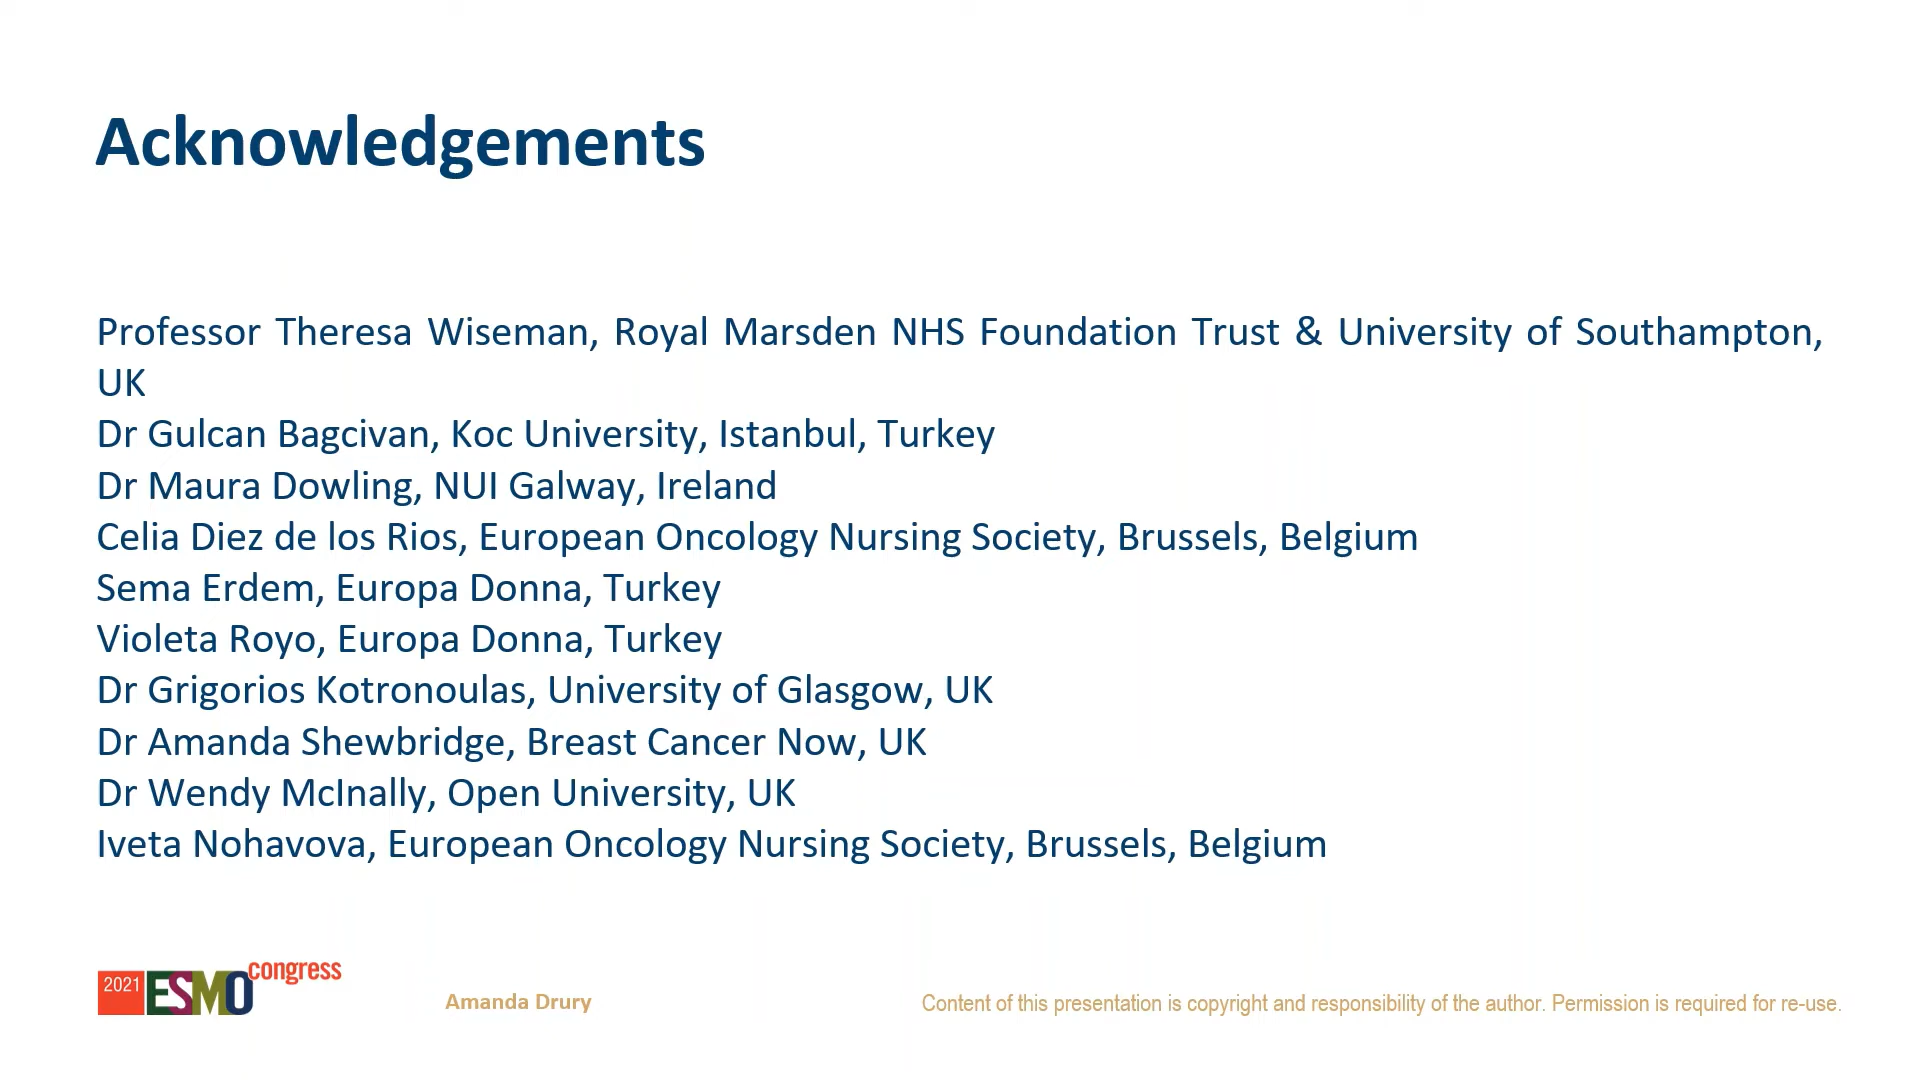 Acknowledgements
Professor Theresa Wiseman, Royal Marsden NHS Foundation Trust & University of Southampton,
UK
Dr Gulcan Bagcivan, Koc University, Istanbul, Turkey
Dr Maura Dowling, NUI Galway, Ireland
Celia Diez de los Rios, European Oncology Nursing Society, Brussels, Belgium
Sema Erdem, Europa Donna, Turkey
Violeta Royo, Europa Donna, Turkey
Dr Grigorios Kotronoulas, University of Glasgow, UK
Dr Amanda Shewbridge, Breast Cancer Now, UK
Dr Wendy McInally, Open University, UK
Iveta Nohavova, European Oncology Nursing Society, Brussels, Belgium
2021 ESMO congress
Amanda Drury
Content of this presentation is copyright and responsibility of the author. Permission is required for re-use.